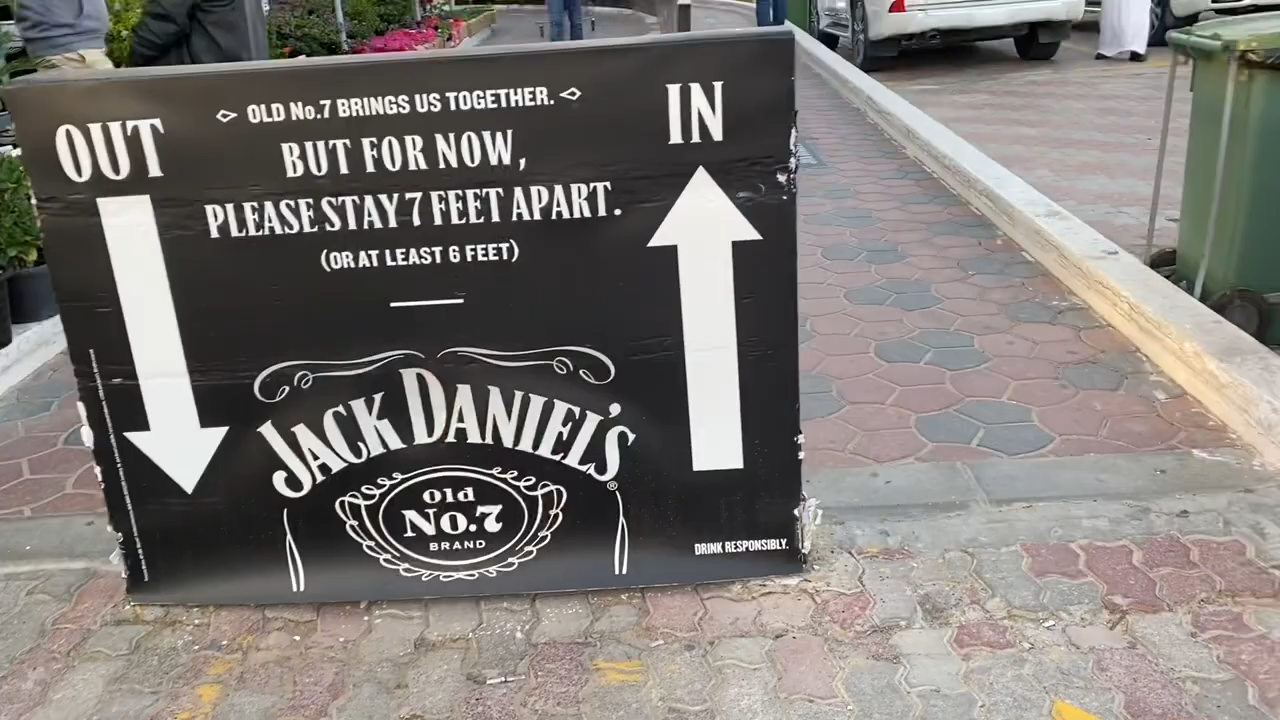 OUT
OLD No.7 BRINGS US TOGETHER.
BUT FOR NOW,
PLEASE STAY 7 FEET APART.
(OR AT LEAST 6 FEET)
IN
JACK DANIEL'S®
Old
No.7
BRAND
DRINK RESPONSIBLY.